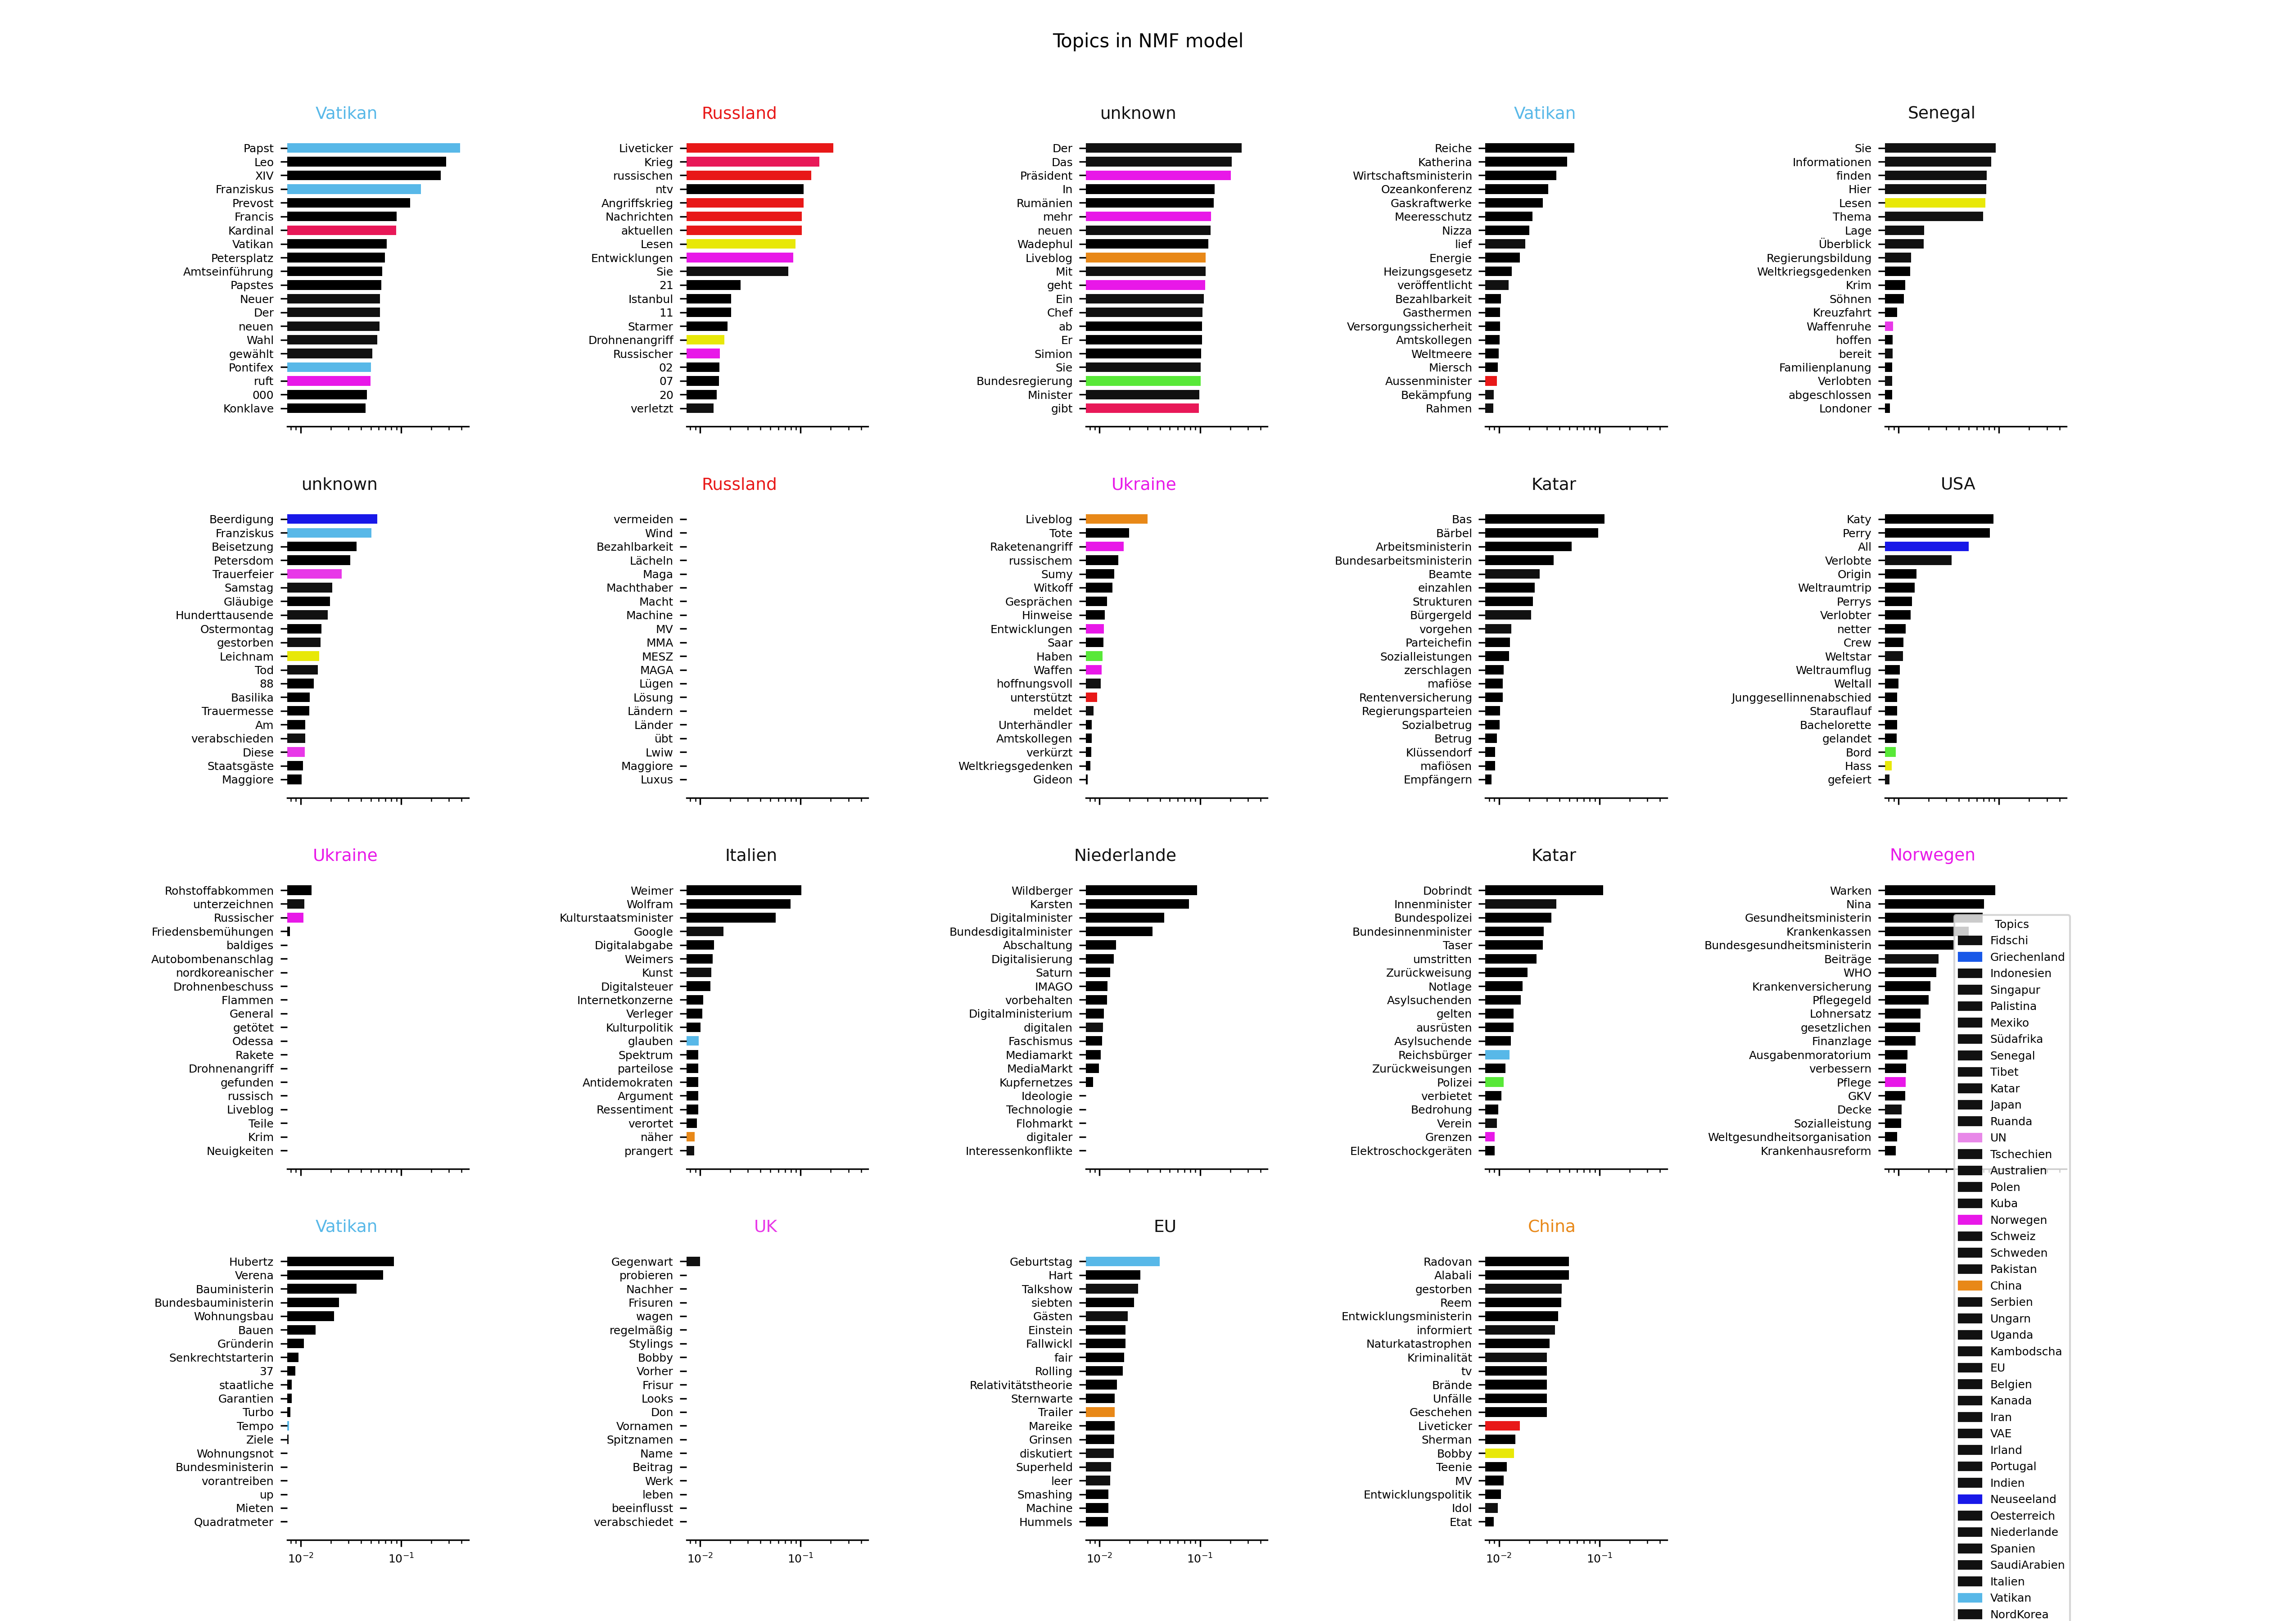 Topics in NMF model
Vatikan
Papst
Leo
XIV
Franziskus
Prevost
Francis
Kardinal
Vatikan
Petersplatz
Amtseinführung
Papstes
Neuer
Der
neuen
Wahl
gewählt
Pontifex
ruft
000
Konklave
Russland
Liveticker
Krieg
russischen
ntv
Angriffskrieg
Nachrichten
aktuellen
Lesen
Entwicklungen
Sie
21
Istanbul
11
Starmer
Drohnenangriff
Russischer
02
07
20
verletzt
unknown
Der
Das
Präsident
In
Rumänien
mehr
neuen
Wadephul
Liveblog
Mit
geht
Ein
Chef
ab
Er
Simion
Sie
Bundesregierung
Minister
gibt
Vatikan
Reiche
Katherina
Wirtschaftsministerin
Ozeankonferenz
Gaskraftwerke
Meeresschutz
Nizza
lief
Energie
Heizungsgesetz
veröffentlicht
Bezahlbarkeit
Gasthermen
Versorgungssicherheit
Amtskollegen
Weltmeere
Miersch
Aussenminister
Bekämpfung
Rahmen
Senegal
Sie
Informationen
finden
Hier
Lesen
Thema
Lage
Überblick
Regierungsbildung
Weltkriegsgedenken
Krim
Söhnen
Kreuzfahrt
Waffenruhe
hoffen
bereit
Familienplanung
Verlobten
abgeschlossen
Londoner
unknown
Beerdigung
Franziskus
Beisetzung
Petersdom
Trauerfeier
Samstag
Gläubige
Hunderttausende
Ostermontag
gestorben
Leichnam
Tod
88
Basilika
Trauermesse
Am
verabschieden
Diese
Staatsgäste
Maggiore
Russland
vermeiden
Wind
Bezahlbarkeit
Lächeln
Maga
Machthaber
Macht
Machine
MV
MMA
MESZ
MAGA
Lügen
Lösung
Ländern
Länder
übt
Lwiw
Maggiore
Luxus
Ukraine
Liveblog
Tote
Raketenangriff
russischem
Sumy
Witkoff
Gesprächen
Hinweise
Entwicklungen
Saar
Haben
Waffen
hoffnungsvoll
unterstützt
meldet
Unterhändler
Amtskollegen
verkürzt
Weltkriegsgedenken
Gideon
Katar
Bas
Bärbel
Arbeitsministerin
Bundesarbeitsministerin
Beamte
einzahlen
Strukturen
Bürgergeld
vorgehen
Parteichefin
Sozialleistungen
zerschlagen
mafiöse
Rentenversicherung
Regierungsparteien
Sozialbetrug
Betrug
Klüssendorf
mafiösen
Empfängern
USA
Katy
Perry
All
Verlobte
Origin
Weltraumtrip
Perrys
Verlobter
netter
Crew
Weltstar
Weltraumflug
Weltall
Junggesellinnenabschied
Starauflauf
Bachelorette
gelandet
Bord
Hass
gefeiert
Ukraine
Rohstoffabkommen
unterzeichnen
Russischer
Friedensbemühungen
baldiges
Autobombenanschlag
nordkoreanischer
Drohnenbeschuss
Flammen
General
getötet
Odessa
Rakete
Drohnenangriff
gefunden
russisch
Liveblog
Teile
Krim
Neuigkeiten
Italien
Weimer
Wolfram
Kulturstaatsminister
Google
Digitalabgabe
Weimers
Kunst
Digitalsteuer
Internetkonzerne
Verleger
Kulturpolitik
glauben
Spektrum
parteilose
Antidemokraten
Argument
Ressentiment
verortet
näher
prangert
Niederlande
Wildberger
Karsten
Digitalminister
Bundesdigitalminister
Abschaltung
Digitalisierung
Saturn
IMAGO
vorbehalten
Digitalministerium
digitalen
Faschismus
Mediamarkt
MediaMarkt
Kupfernetzes
Ideologie
Technologie
Flohmarkt
digitaler
Interessenkonflikte
Katar
Dobrindt
Innenminister
Bundespolizei
Bundesinnenminister
Taser
umstritten
Zurückweisung
Notlage
Asylsuchenden
gelten
ausrüsten
Asylsuchende
Reichsbürger
Zurückweisungen
Polizei
verbietet
Bedrohung
Verein
Grenzen
Elektroschockgeräten
Norwegen
Warken
Nina
Gesundheitsministerin
Krankenkassen
Bundesgesundheitsministerin
Beiträge
WHO
Krankenversicherung
Pflegegeld
Lohnersatz
gesetzlichen
Finanzlage
Ausgabenmoratorium
verbessern
Pflege
GKV
Decke
Sozialleistung
Weltgesundheitsorganisation
Krankenhausreform
Vatikan
Hubertz
Verena
Bauministerin
Bundesbauministerin
Wohnungsbau
Bauen
Gründerin
Senkrechtstarterin
37
staatliche
Garantien
Turbo
Tempo
Ziele
Wohnungsnot
Bundesministerin
vorantreiben
up
Mieten
Quadratmeter
10⁻² 10⁻¹
UK
Gegenwart
probieren
Nachher
Frisuren
wagen
regelmäßig
Stylings
Bobby
Vorher
Frisur
Looks
Don
Vornamen
Spitznamen
Name
Beitrag
Werk
leben
beeinflusst
verabschiedet
10⁻² 10⁻¹
EU
Geburtstag
Hart
Talkshow
siebten
Gästen
Einstein
Fallwickl
fair
Rolling
Relativitätstheorie
Sternwarte
Trailer
Mareike
Grinsen
diskutiert
Superheld
leer
Smashing
Machine
Hummels
10⁻² 10⁻¹
China
Radovan
Alabali
gestorben
Reem
Entwicklungsministerin
informiert
Naturkatastrophen
Kriminalität
tv
Brände
Unfälle
Geschehen
Liveticker
Sherman
Bobby
Teenie
MV
Entwicklungspolitik
Idol
Etat
10⁻² 10⁻¹
Topics
Fidschi
Griechenland
Indonesien
Singapur
Palistina
Mexiko
Südafrika
Senegal
Tibet
Katar
Japan
Ruanda
UN
Tschechien
Australien
Polen
Kuba
Norwegen
Schweiz
Schweden
Pakistan
China
Serbien
Ungarn
Uganda
Kambodscha
EU
Belgien
Kanada
Iran
VAE
Irland
Portugal
Indien
Neuseeland
Oesterreich
Niederlande
Spanien
SaudiArabien
Italien
Vatikan
NordKorea